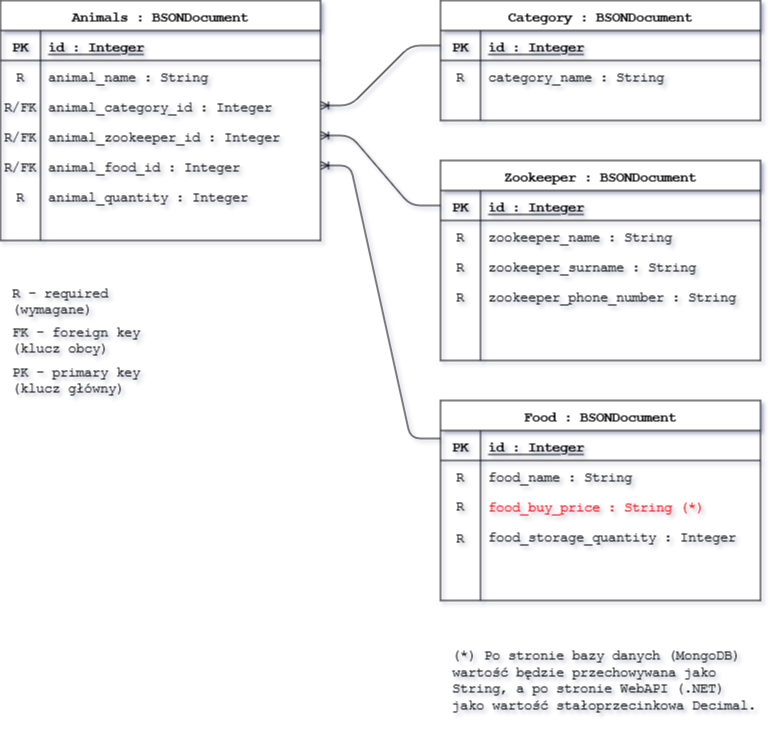 Animals : BSONDocument
PK id : Integer
R animal_name : String
R/FK animal_category_id : Integer
R/FK animal_zookeeper_id : Integer
R/FK animal_food_id : Integer
R animal_quantity : Integer
Category : BSONDocument
PK id : Integer
R category_name : String
Zookeeper : BSONDocument
PK id : Integer
R zookeeper_name : String
R zookeeper_surname : String
R zookeeper_phone_number : String
R - required
(wymagane)
FK - foreign key
(klucz obcy)
PK - primary key
(klucz główny)
Food : BSONDocument
PK id : Integer
R food_name : String
R food_buy_price : String (*)
R food_storage_quantity : Integer
(*) Po stronie bazy danych (MongoDB)
wartość będzie przechowywana jako
String, a po stronie WebAPI (.NET)
jako wartość stałoprzecinkowa Decimal.